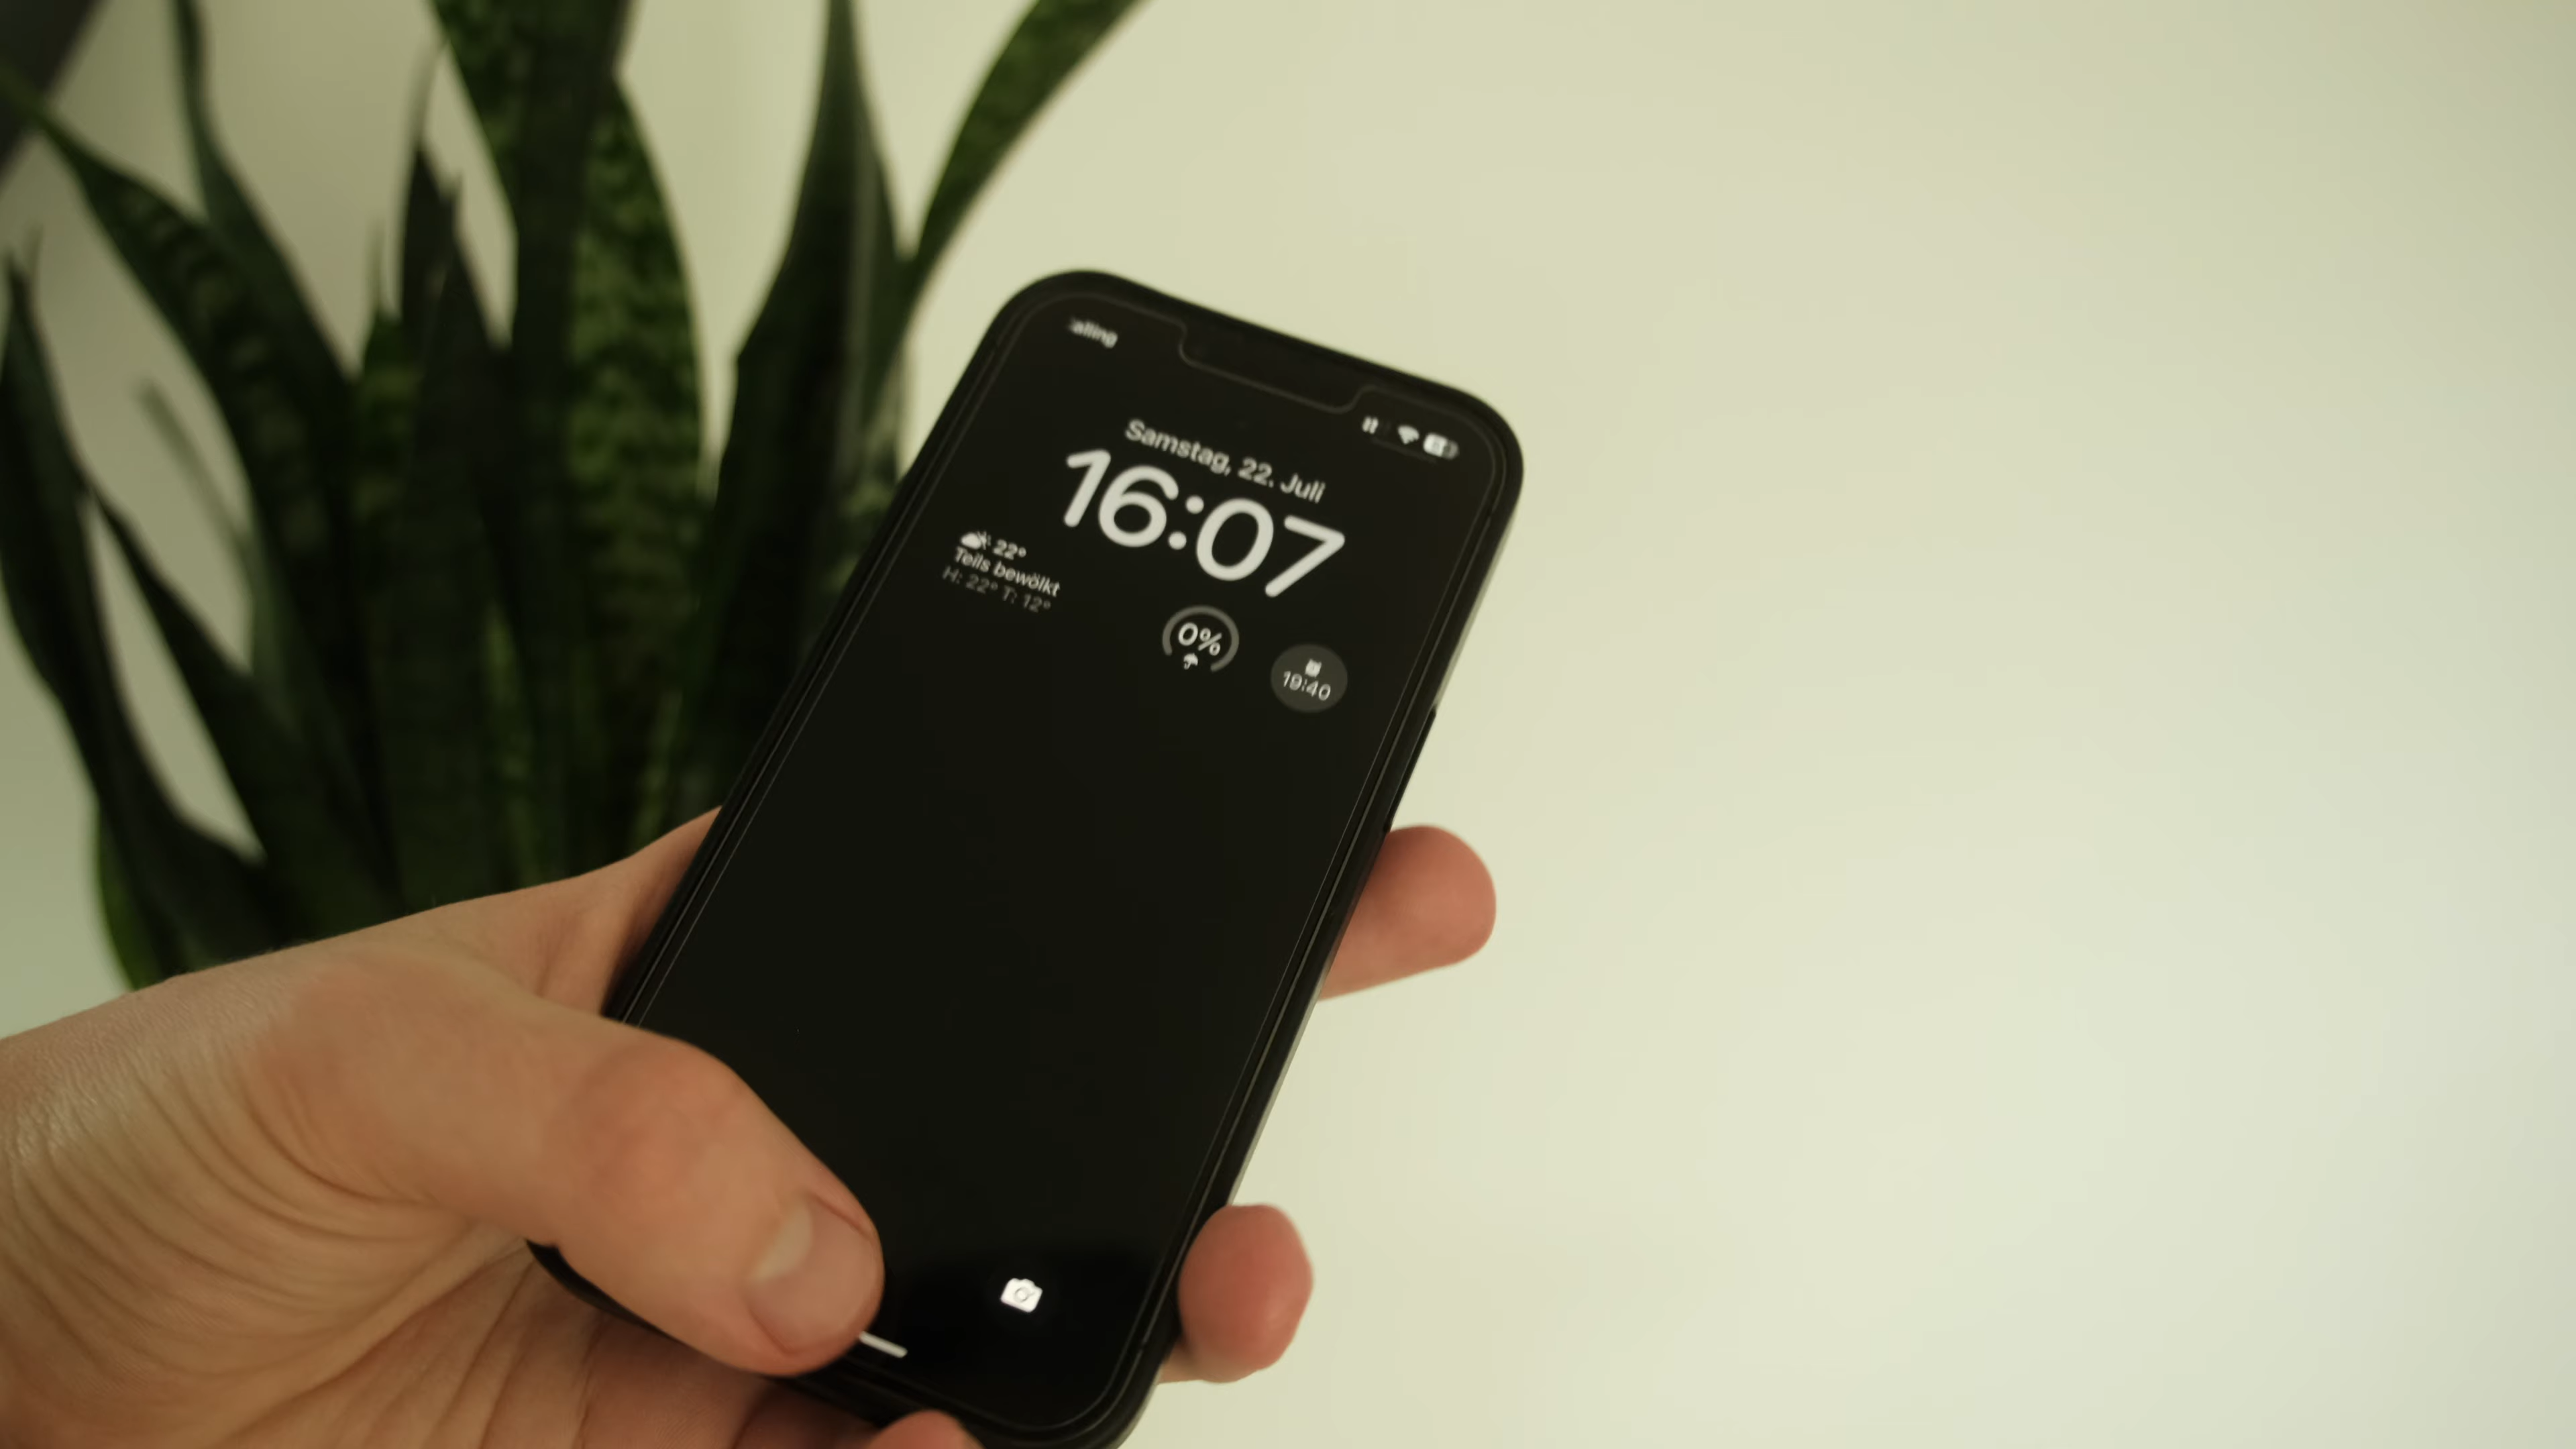 Samstag, 22. Juli
16:07
22°
Teils bewölkt
H: 22° T: 12°
0%
19:40